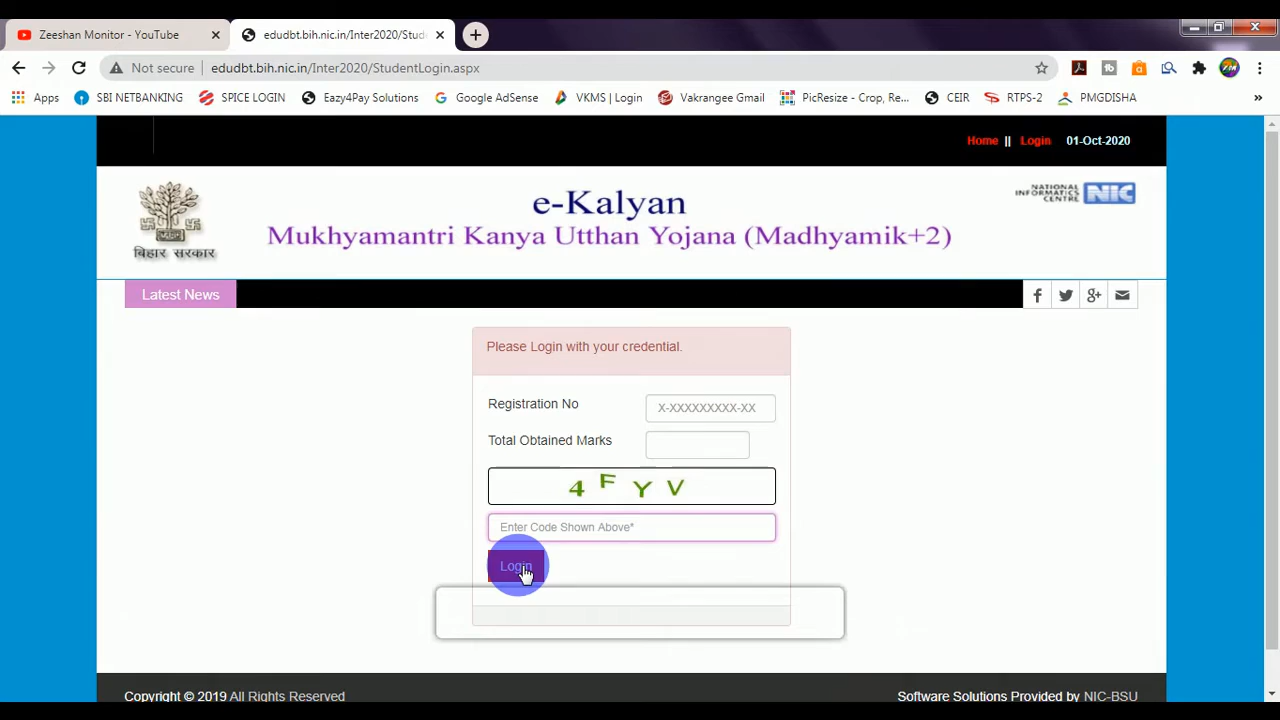 Zeeshan Monitor - YouTube
edudbt.bih.nic.in/Inter2020/Stud
Not secure
edudbt.bih.nic.in/Inter2020/StudentLogin.aspx
Apps
SBI NETBANKING
SPICE LOGIN
Eazy4Pay Solutions
Google AdSense
VKMS | Login
Vakrangee Gmail
PicResize - Crop, Re...
CEIR
RTPS-2
PMGDISHA
»
Home || Login 01-Oct-2020
बिहार सरकार
e-Kalyan
Mukhyamantri Kanya Utthan Yojana (Madhyamik+2)
NATIONAL
INFORMATICS
CENTRE
NIC
Latest News
Please Login with your credential.
Registration No
X-XXXXXXXXX-XX
Total Obtained Marks
4 F Y V
Enter Code Shown Above*
Login
Copyright © 2019 All Rights Reserved
Software Solutions Provided by NIC-BSU